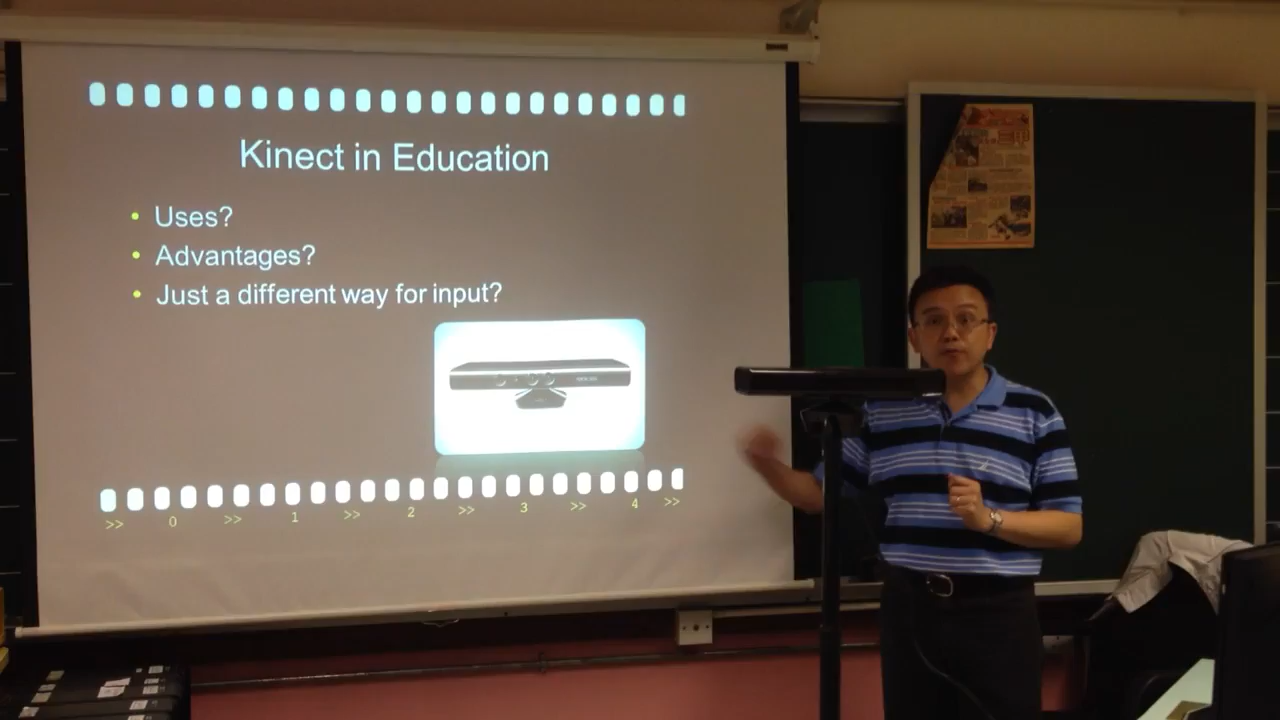 Kinect in Education
• Uses?
• Advantages?
• Just a different way for input?
>> 0 >> 1 >> 2 >> 3 >> 4 >>